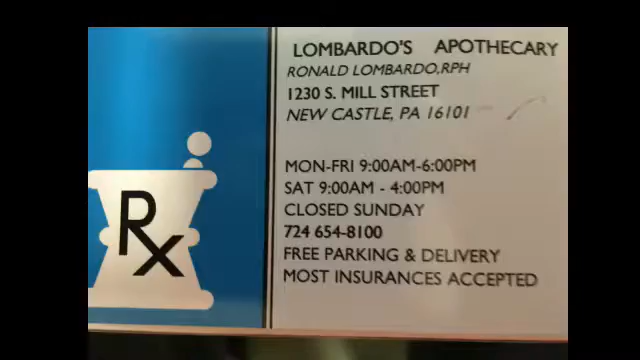 LOMBARDO'S APOTHECARY
RONALD LOMBARDO,RPH
1230 S. MILL STREET
NEW CASTLE, PA 16101
MON-FRI 9:00AM-6:00PM
SAT 9:00AM - 4:00PM
CLOSED SUNDAY
724 654-8100
FREE PARKING & DELIVERY
MOST INSURANCES ACCEPTED
Rx